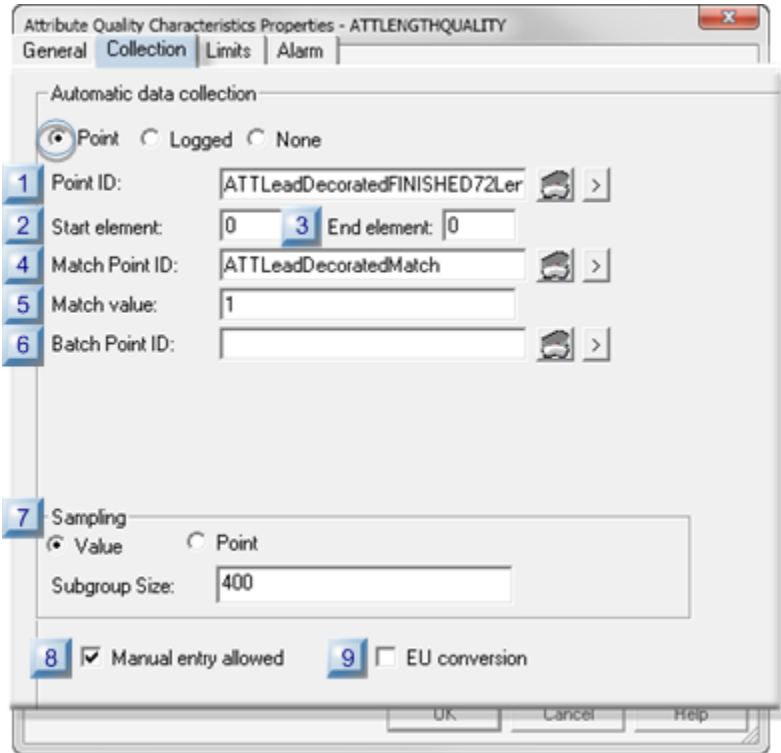 Attribute Quality Characteristics Properties - ATTLENGTHQUALITY
General Collection Limits Alarm
Automatic data collection
Point Logged None
1 Point ID: ATTLeadDecoratedFINISHED72Ler >
2 Start element: 0 3 End element: 0
4 Match Point ID: ATTLeadDecoratedMatch >
5 Match value: 1
6 Batch Point ID: >
7 Sampling
Value Point
Subgroup Size: 400
8 Manual entry allowed 9 EU conversion
OK Cancel Help